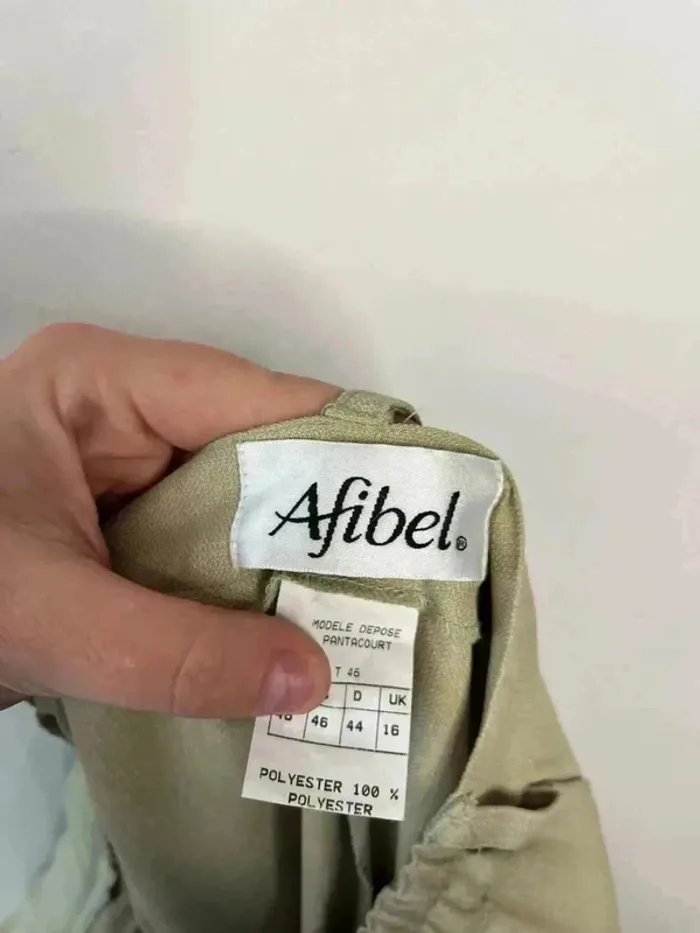 Afibel®
MODELE DEPOSE
PANTACOURT
T 46
D UK
46 44 16
POLYESTER 100 %
POLYESTER